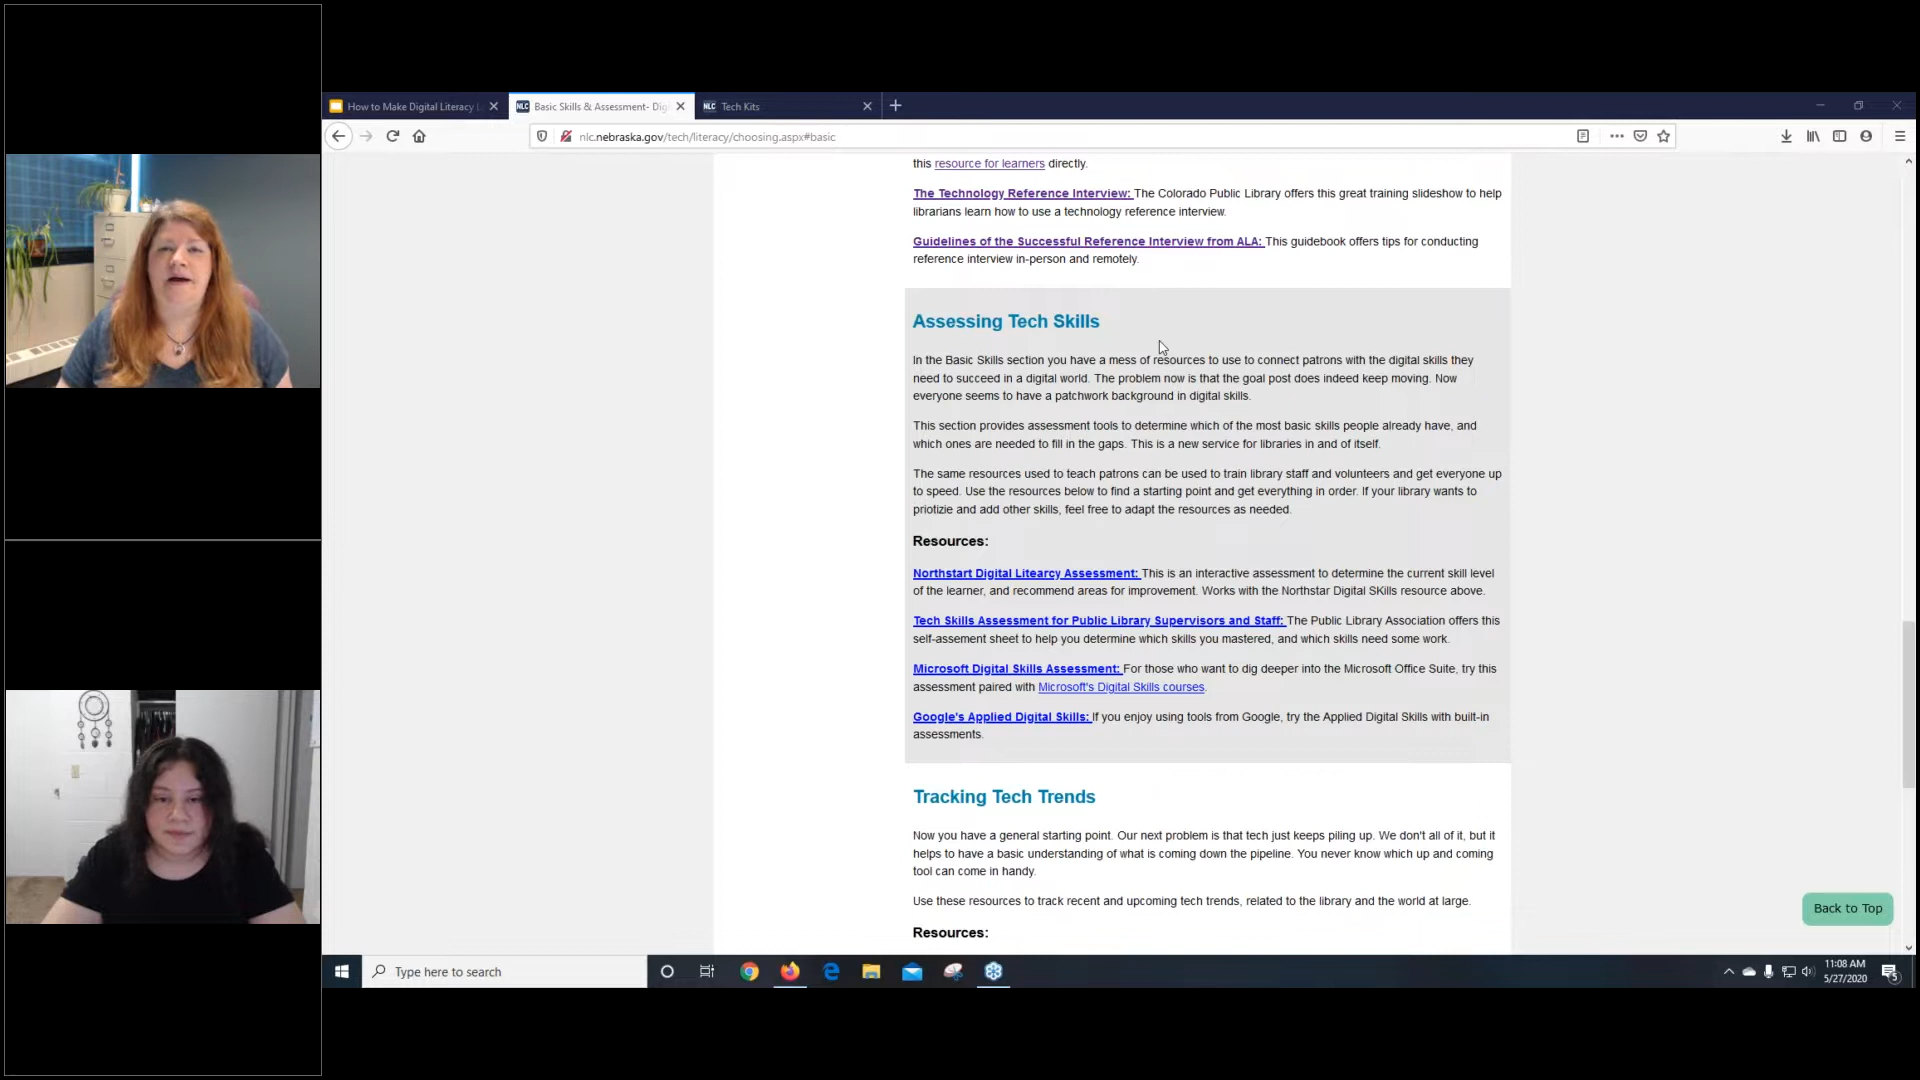 How to Make Digital Literacy L
NLC Basic Skills & Assessment- Dig
NLC Tech Kits
nlc.nebraska.gov/tech/literacy/choosing.aspx#basic
this resource for learners directly.
The Technology Reference Interview: The Colorado Public Library offers this great training slideshow to help
librarians learn how to use a technology reference interview.
Guidelines of the Successful Reference Interview from ALA: This guidebook offers tips for conducting
reference interview in-person and remotely.
Assessing Tech Skills
In the Basic Skills section you have a mess of resources to use to connect patrons with the digital skills they
need to succeed in a digital world. The problem now is that the goal post does indeed keep moving. Now
everyone seems to have a patchwork background in digital skills.
This section provides assessment tools to determine which of the most basic skills people already have, and
which ones are needed to fill in the gaps. This is a new service for libraries in and of itself.
The same resources used to teach patrons can be used to train library staff and volunteers and get everyone up
to speed. Use the resources below to find a starting point and get everything in order. If your library wants to
priotizie and add other skills, feel free to adapt the resources as needed.
Resources:
Northstart Digital Litearcy Assessment: This is an interactive assessment to determine the current skill level
of the learner, and recommend areas for improvement. Works with the Northstar Digital SKills resource above.
Tech Skills Assessment for Public Library Supervisors and Staff: The Public Library Association offers this
self-assement sheet to help you determine which skills you mastered, and which skills need some work.
Microsoft Digital Skills Assessment: For those who want to dig deeper into the Microsoft Office Suite, try this
assessment paired with Microsoft's Digital Skills courses.
Google's Applied Digital Skills: If you enjoy using tools from Google, try the Applied Digital Skills with built-in
assessments.
Tracking Tech Trends
Now you have a general starting point. Our next problem is that tech just keeps piling up. We don't all of it, but it
helps to have a basic understanding of what is coming down the pipeline. You never know which up and coming
tool can come in handy.
Use these resources to track recent and upcoming tech trends, related to the library and the world at large.
Back to Top
Resources:
Type here to search
11:08 AM
5/27/2020
5